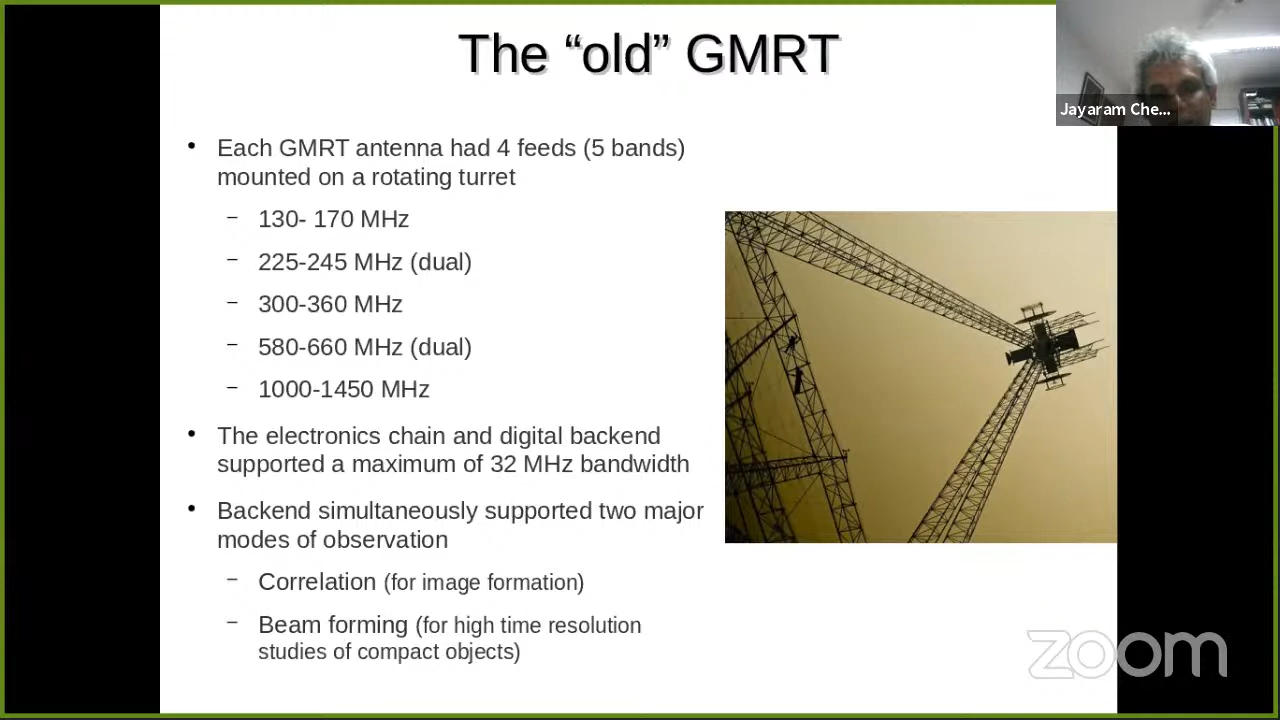 The “old” GMRT
Jayaram Che...
• Each GMRT antenna had 4 feeds (5 bands)
mounted on a rotating turret
– 130- 170 MHz
– 225-245 MHz (dual)
– 300-360 MHz
– 580-660 MHz (dual)
– 1000-1450 MHz
• The electronics chain and digital backend
supported a maximum of 32 MHz bandwidth
• Backend simultaneously supported two major
modes of observation
– Correlation (for image formation)
– Beam forming (for high time resolution
studies of compact objects)
zoom